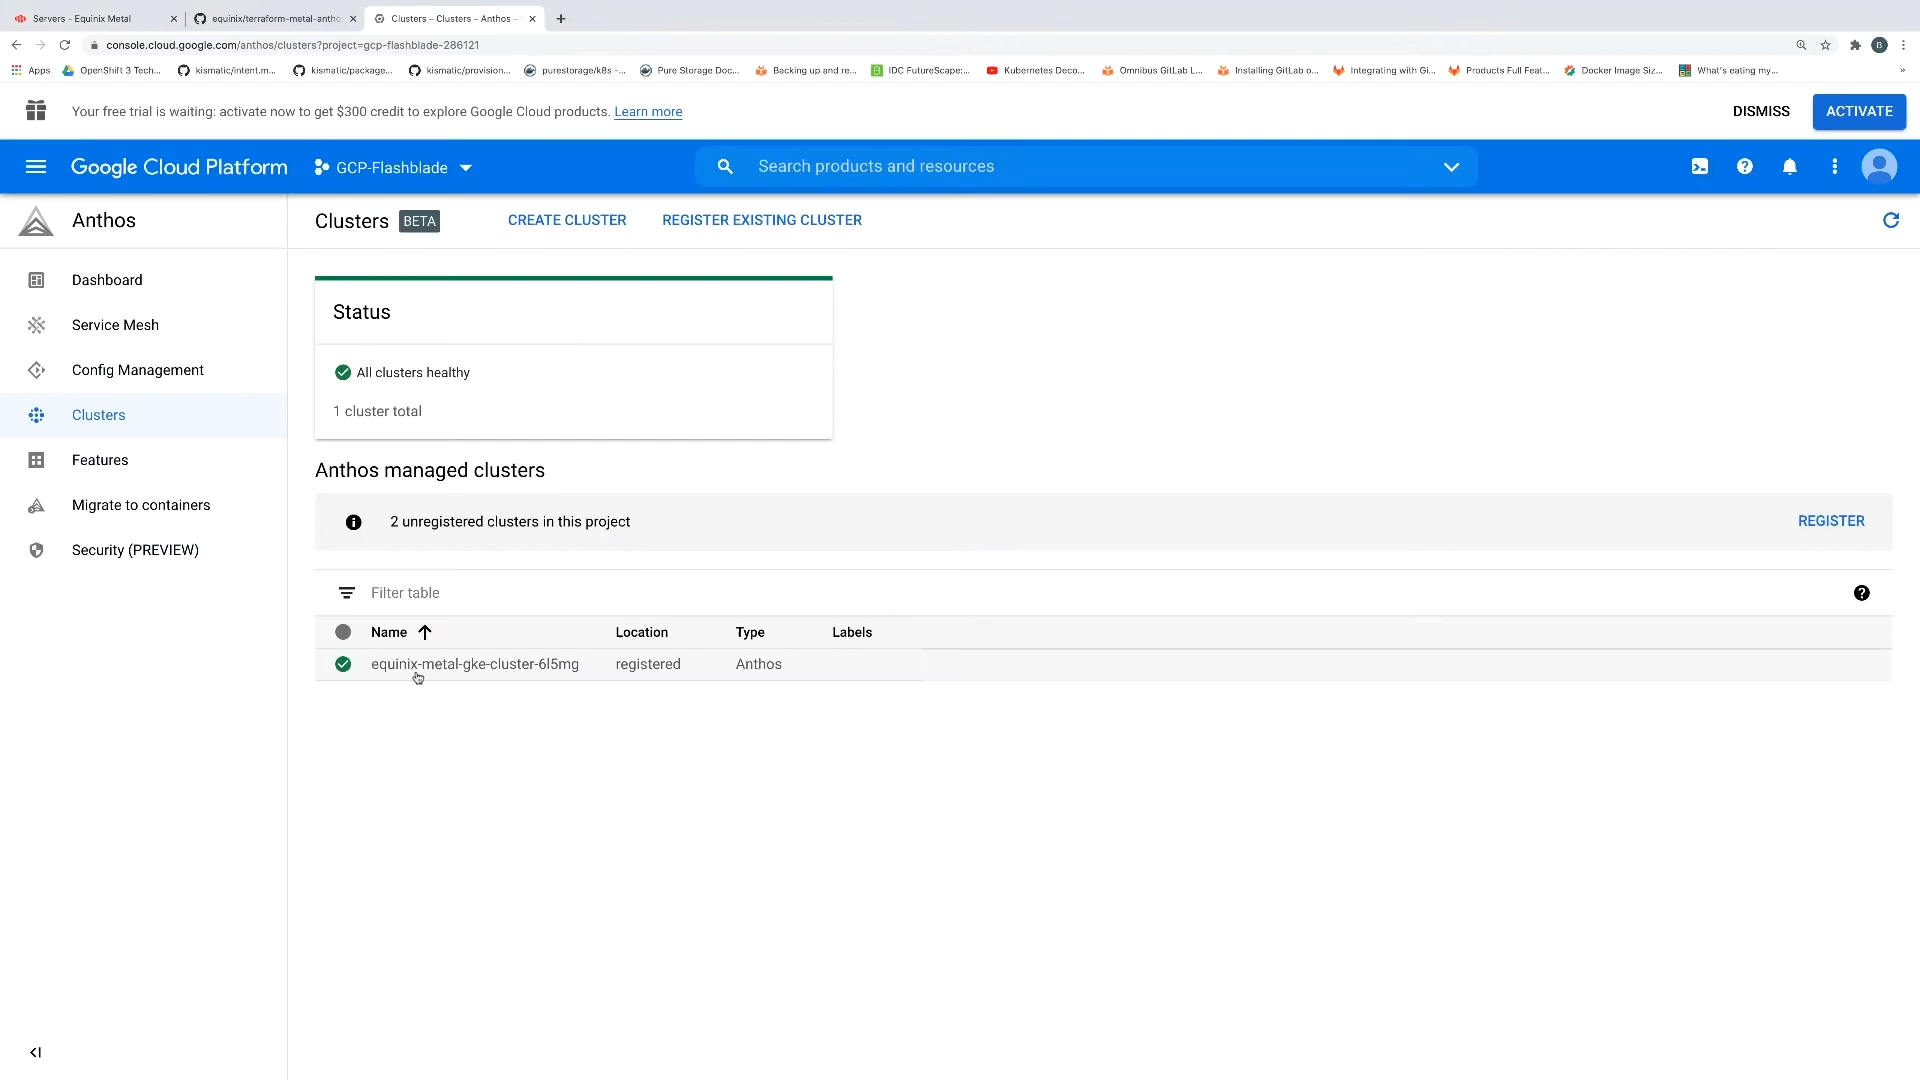 Servers - Equinix Metal
equinix/terraform-metal-antho
Clusters – Clusters – Anthos –
console.cloud.google.com/anthos/clusters?project=gcp-flashblade-286121
B
Apps
OpenShift 3 Tech...
kismatic/intent.m...
kismatic/package...
kismatic/provision...
purestorage/k8s -...
Pure Storage Doc...
Backing up and re...
IDC FutureScape:...
Kubernetes Deco...
Omnibus GitLab L...
Installing GitLab o...
Integrating with Gi...
Products Full Feat...
Docker Image Siz...
What's eating my...
»
Your free trial is waiting: activate now to get $300 credit to explore Google Cloud products. Learn more
DISMISS
ACTIVATE
Google Cloud Platform
GCP-Flashblade
Search products and resources
Anthos
Clusters BETA
CREATE CLUSTER
REGISTER EXISTING CLUSTER
Dashboard
Service Mesh
Config Management
Clusters
Features
Migrate to containers
Security (PREVIEW)
Status
All clusters healthy
1 cluster total
Anthos managed clusters
2 unregistered clusters in this project
REGISTER
Filter table
Name
Location
Type
Labels
equinix-metal-gke-cluster-6l5mg
registered
Anthos